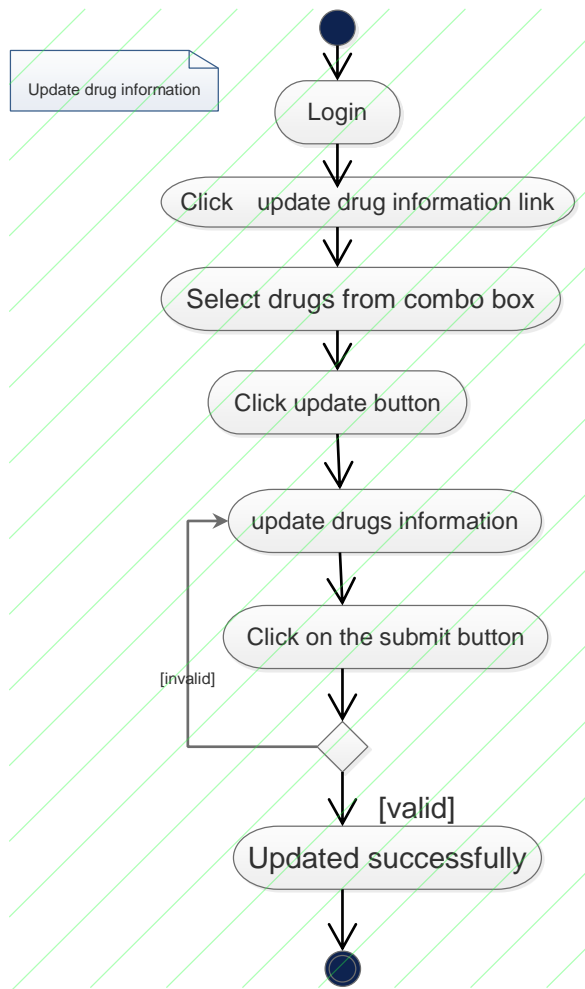 Update drug information
Login
Click update drug information link
Select drugs from combo box
Click update button
update drugs information
Click on the submit button
[invalid]
[valid]
Updated successfully